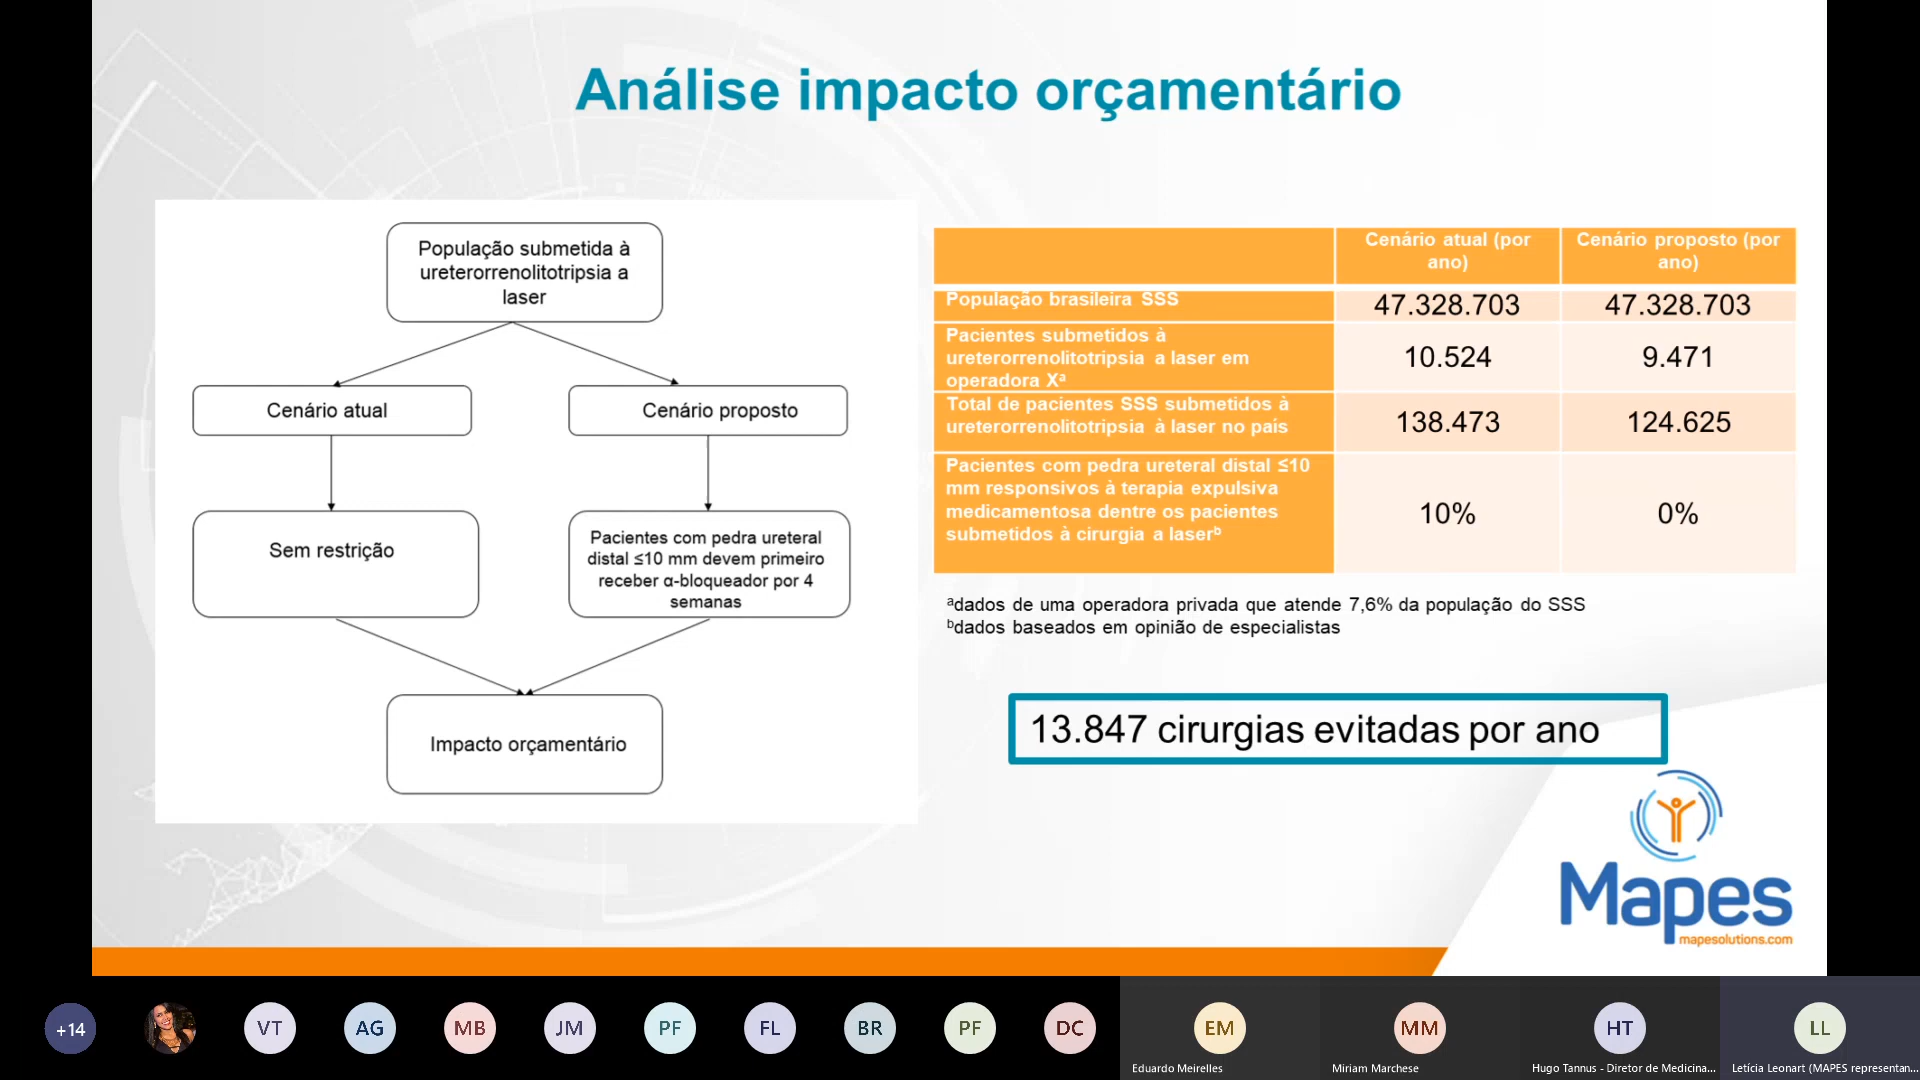 Análise impacto orçamentário
População submetida à
ureterorrenolitotripsia a
laser
Cenário atual
Cenário proposto
Sem restrição
Pacientes com pedra ureteral
distal ≤10 mm devem primeiro
receber α-bloqueador por 4
semanas
Impacto orçamentário
Cenário atual (por
ano)
Cenário proposto (por
ano)
População brasileira SSS
47.328.703
47.328.703
Pacientes submetidos à
ureterorrenolitotripsia a laser em
operadora Xª
10.524
9.471
Total de pacientes SSS submetidos à
ureterorrenolitotripsia à laser no país
138.473
124.625
Pacientes com pedra ureteral distal ≤10
mm responsivos à terapia expulsiva
medicamentosa dentre os pacientes
submetidos à cirurgia a laserᵇ
10%
0%
ªdados de uma operadora privada que atende 7,6% da população do SSS
ᵇdados baseados em opinião de especialistas
13.847 cirurgias evitadas por ano
Mapes
mapesolutions.com
+14
VT
AG
MB
JM
PF
FL
BR
PF
DC
EM
MM
HT
LL
Eduardo Meirelles
Miriam Marchese
Hugo Tannus - Diretor de Medicina...
Letícia Leonart (MAPES representan...